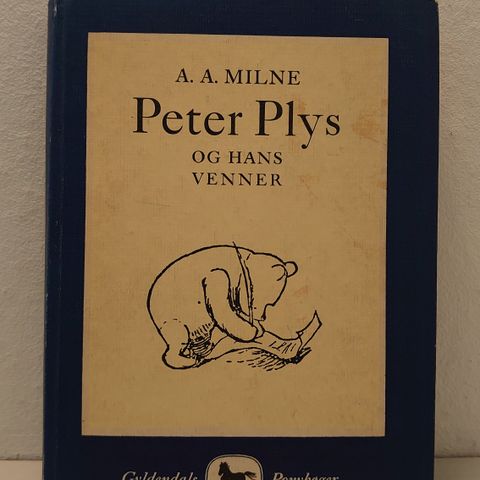 A. A. MILNE
Peter Plys
OG HANS
VENNER
Gyldendals Ponybøger